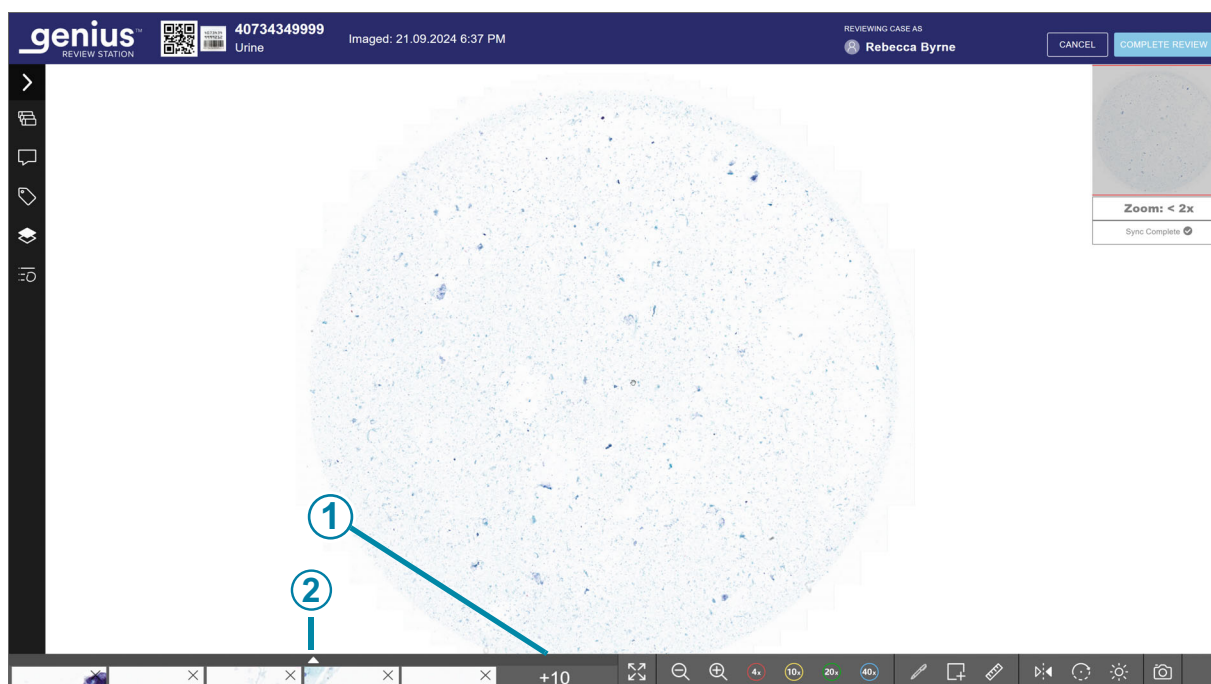 genius™
REVIEW STATION
40734349999
Urine
Imaged: 21.09.2024 6:37 PM
REVIEWING CASE AS
Rebecca Byrne
CANCEL
COMPLETE REVIEW
Zoom: < 2x
Sync Complete
1
2
+10
4x
10x
20x
40x